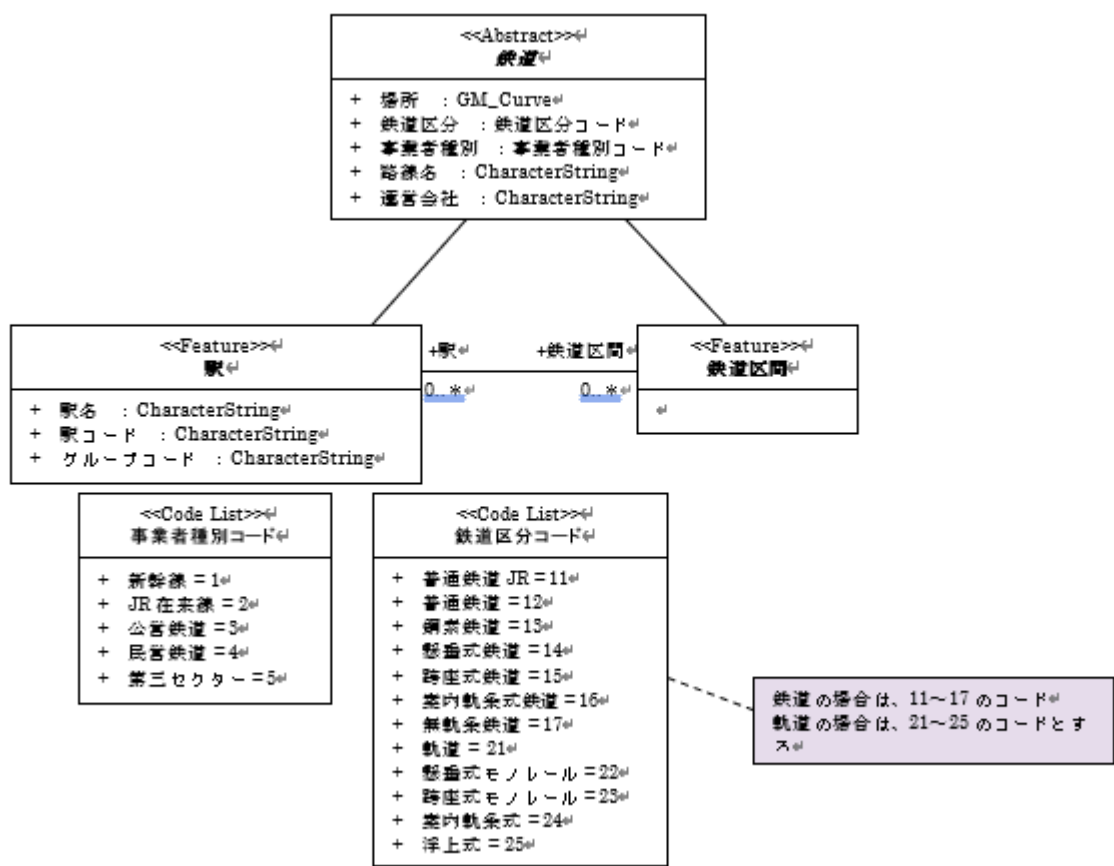 <<Abstract>>↵
鉄道↵
+ 場所 : GM_Curve↵
+ 鉄道区分 : 鉄道区分コード↵
+ 事業者種別 : 事業者種別コード↵
+ 路線名 : CharacterString↵
+ 運営会社 : CharacterString↵
<<Feature>>↵
駅↵
+ 駅名 : CharacterString↵
+ 駅コード : CharacterString↵
+ グループコード : CharacterString↵
+駅↵
0..*↵
+鉄道区間↵
0..*↵
<<Feature>>↵
鉄道区間↵
↵
<<Code List>>↵
事業者種別コード↵
+ 新幹線 =1↵
+ JR 在来線 =2↵
+ 公営鉄道 =3↵
+ 民営鉄道 =4↵
+ 第三セクター =5↵
<<Code List>>↵
鉄道区分コード↵
+ 普通鉄道 JR =11↵
+ 普通鉄道 =12↵
+ 鋼索鉄道 =13↵
+ 懸垂式鉄道 =14↵
+ 跨座式鉄道 =15↵
+ 案内軌条式鉄道 =16↵
+ 無軌条鉄道 =17↵
+ 軌道 =21↵
+ 懸垂式モノレール =22↵
+ 跨座式モノレール =23↵
+ 案内軌条式 =24↵
+ 浮上式 =25↵
鉄道の場合は、11～17 のコード↵
軌道の場合は、21～25 のコードとす
る↵